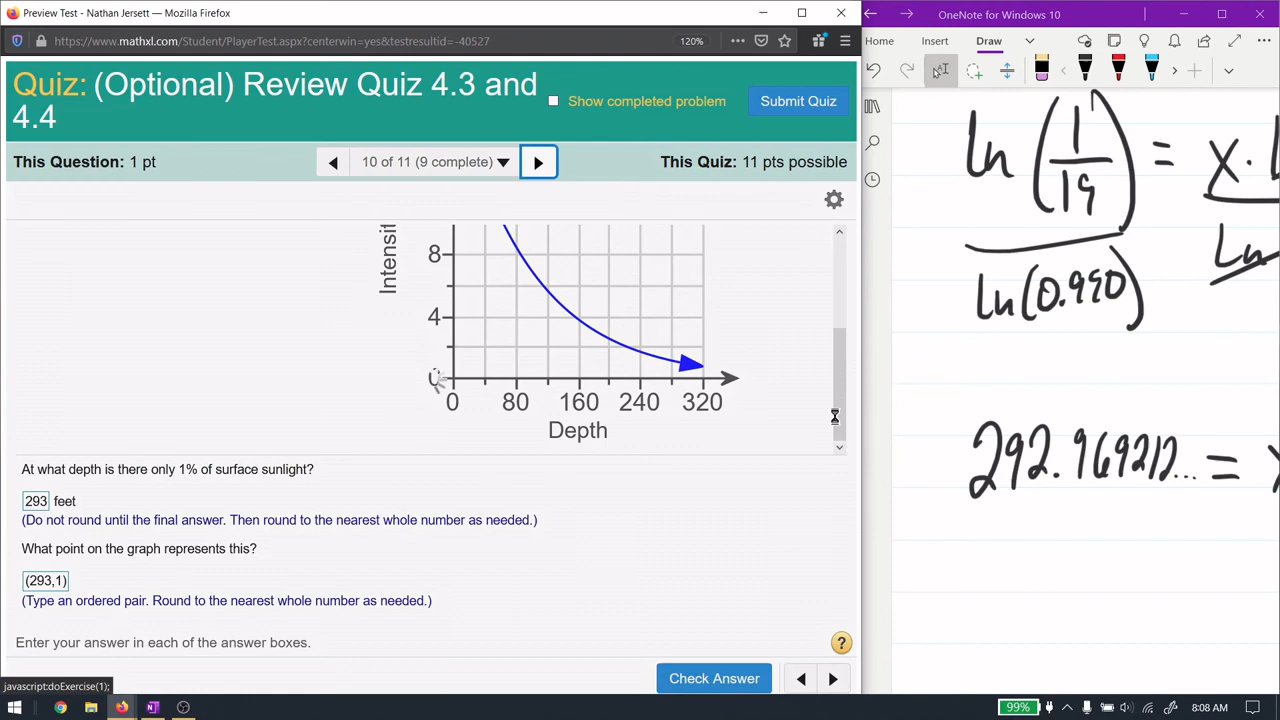 Preview Test - Nathan Jersett - Mozilla Firefox
https://www.mathxl.com/Student/PlayerTest.aspx?centerwin=yes&testresultid=-40527
120%
Quiz: (Optional) Review Quiz 4.3 and
4.4
Show completed problem
Submit Quiz
This Question: 1 pt
10 of 11 (9 complete)
This Quiz: 11 pts possible
8
4
0
Intensit
0 80 160 240 320
Depth
At what depth is there only 1% of surface sunlight?
293 feet
(Do not round until the final answer. Then round to the nearest whole number as needed.)
What point on the graph represents this?
(293,1)
(Type an ordered pair. Round to the nearest whole number as needed.)
Enter your answer in each of the answer boxes.
?
Check Answer
javascript:doExercise(1);
OneNote for Windows 10
Home Insert Draw
ln(1/19) = x·
ln(0.990)
Ln
292.969212... =
99%
8:08 AM